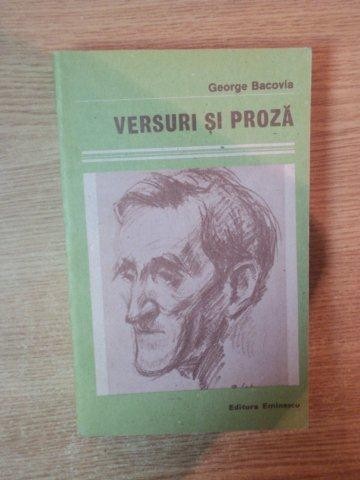 George Bacovia
VERSURI ȘI PROZĂ
Editura Eminescu